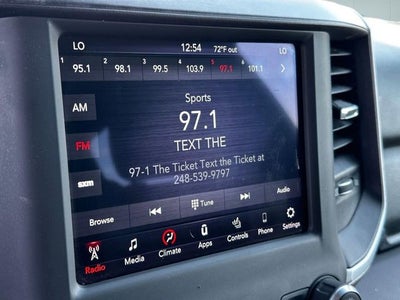 LO 12:54 72°F out LO
1 95.1 2 98.1 3 99.5 4 103.9 5 97.1 6 101.1
AM
FM
sxm
Sports
97.1
TEXT THE
97-1 The Ticket Text the Ticket at
248-539-9797
Browse Tune Audio
Radio Media Climate Apps Controls Phone Settings